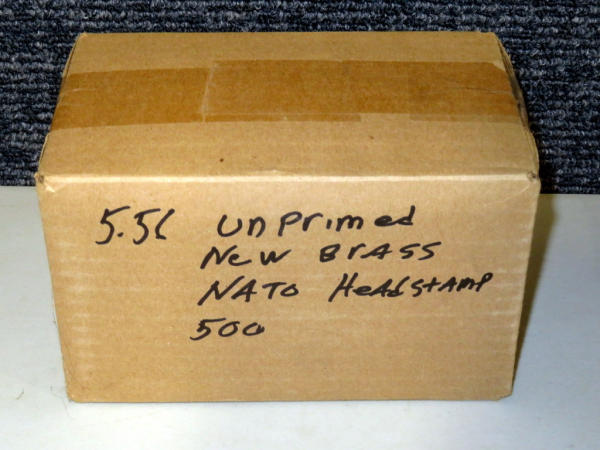 5.56 unprimed
New BrASS
NATO HeadstAmp
500